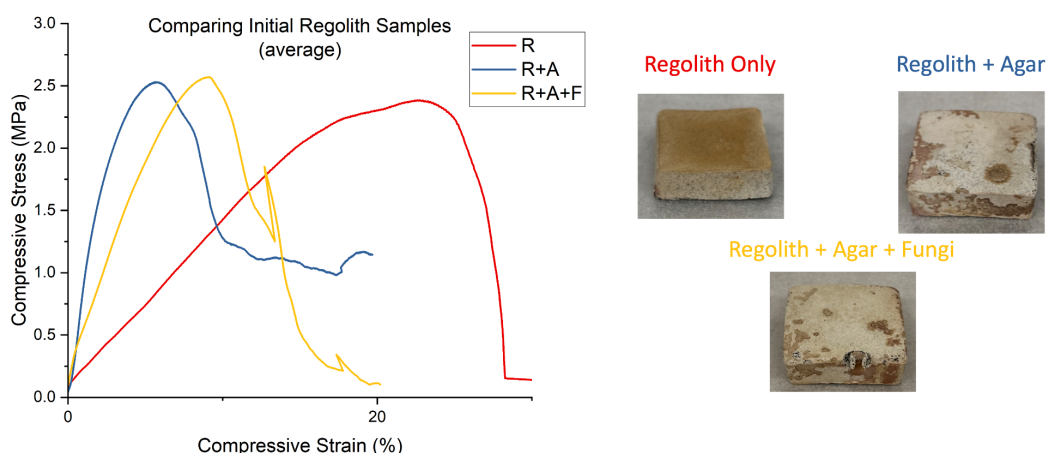 Comparing Initial Regolith Samples
(average)
R
R+A
R+A+F
3.0
2.5
2.0
1.5
1.0
0.5
0.0
0
20
Compressive Stress (MPa)
Compressive Strain (%)
Regolith Only
Regolith + Agar
Regolith + Agar + Fungi